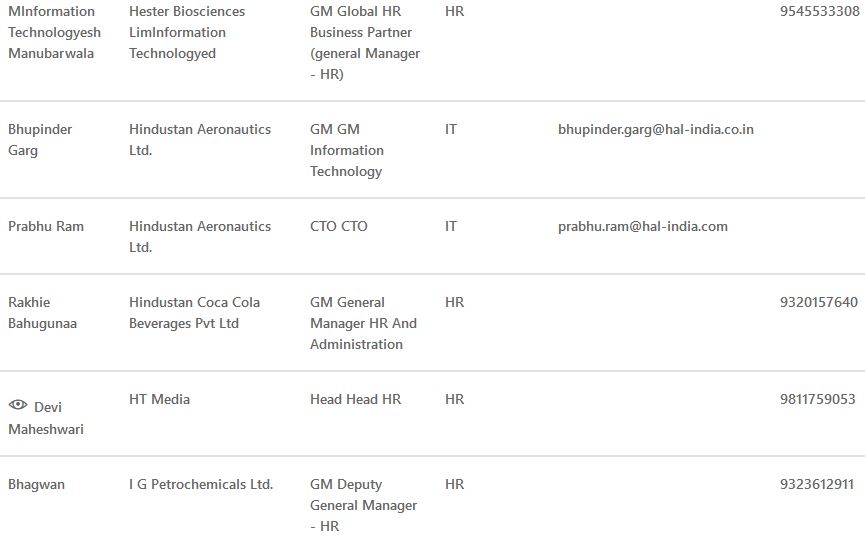 MInformation Hester Biosciences GM Global HR HR 9545533308
Technologyesh LimInformation Business Partner
Manubarwala Technologyed (general Manager
- HR)
Bhupinder Hindustan Aeronautics GM GM IT bhupinder.garg@hal-india.co.in
Garg Ltd. Information
Technology
Prabhu Ram Hindustan Aeronautics CTO CTO IT prabhu.ram@hal-india.com
Ltd.
Rakhie Hindustan Coca Cola GM General HR 9320157640
Bahugunaa Beverages Pvt Ltd Manager HR And
Administration
Devi HT Media Head Head HR HR 9811759053
Maheshwari
Bhagwan I G Petrochemicals Ltd. GM Deputy HR 9323612911
General Manager
- HR